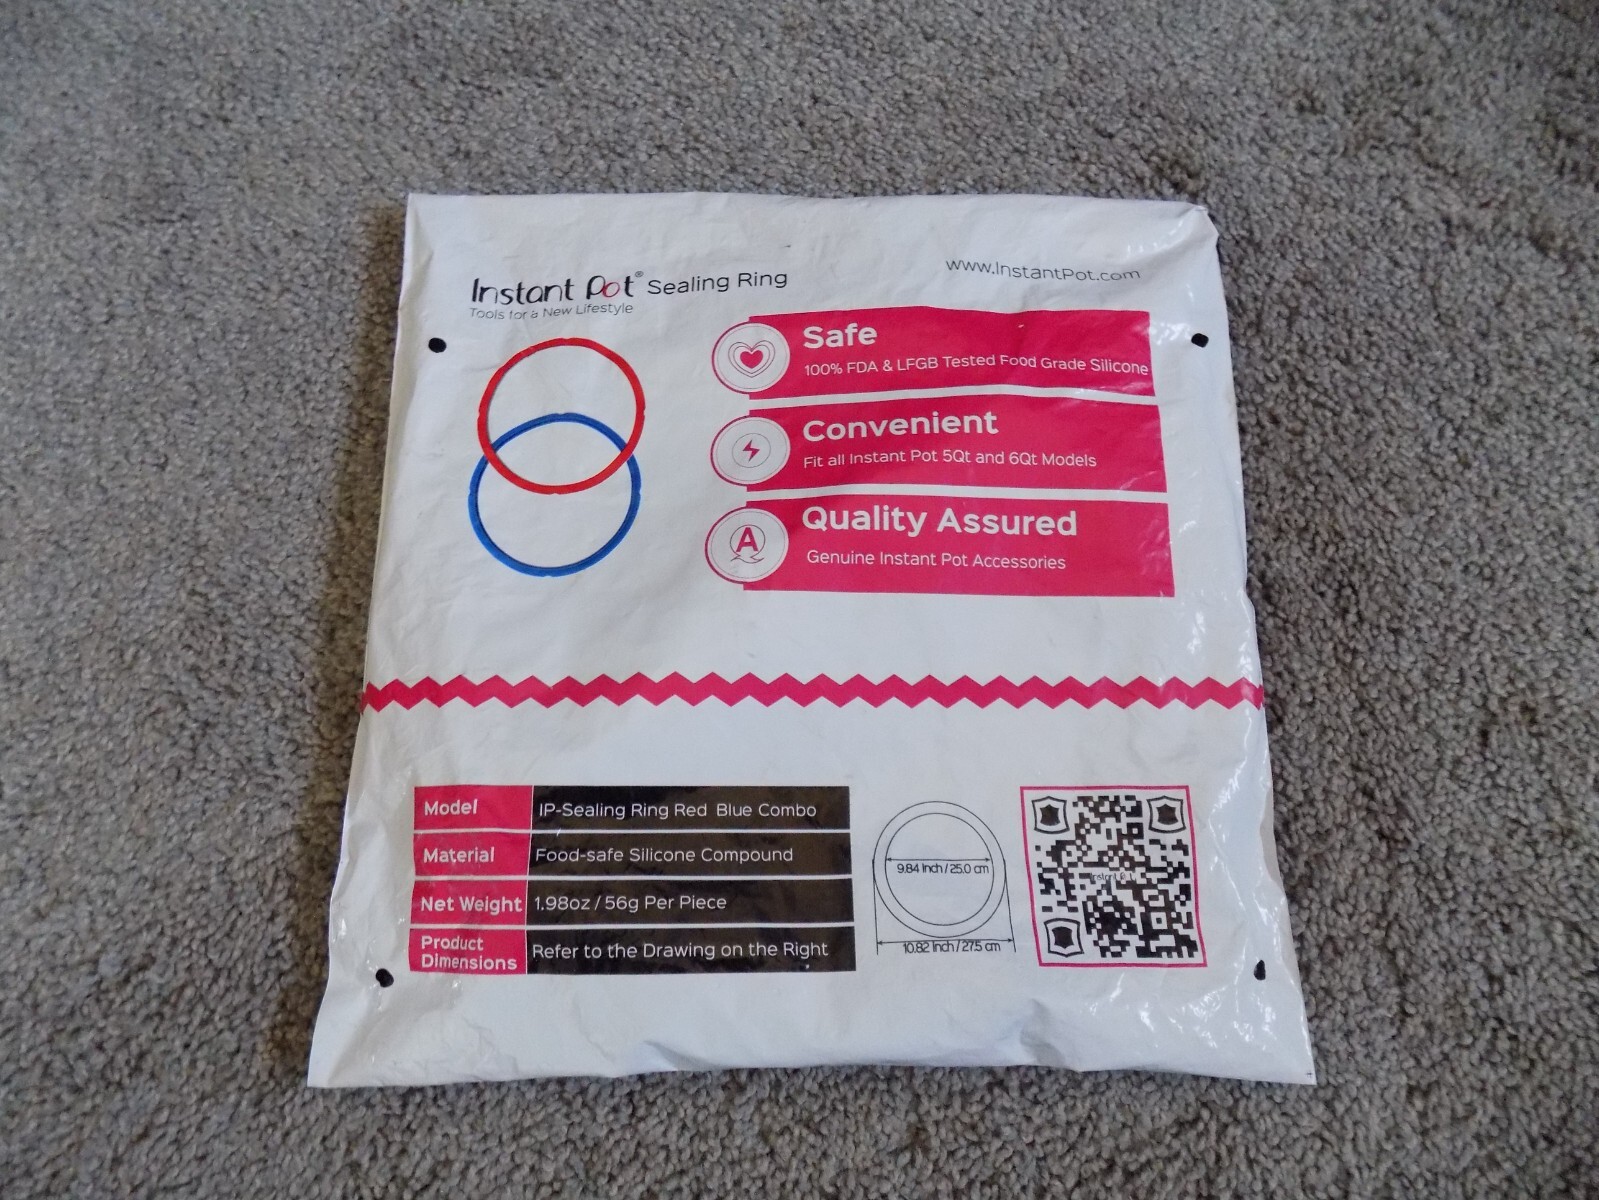 Instant Pot® Sealing Ring
Tools for a New Lifestyle
www.InstantPot.com
Safe
100% FDA & LFGB Tested Food Grade Silicone
Convenient
Fit all Instant Pot 5Qt and 6Qt Models
A
Quality Assured
Genuine Instant Pot Accessories
Model IP-Sealing Ring Red Blue Combo
Material Food-safe Silicone Compound
Net Weight 1.98oz / 56g Per Piece
Product Dimensions Refer to the Drawing on the Right
9.84 Inch / 25.0 cm
10.82 Inch / 27.5 cm
Instant Pot